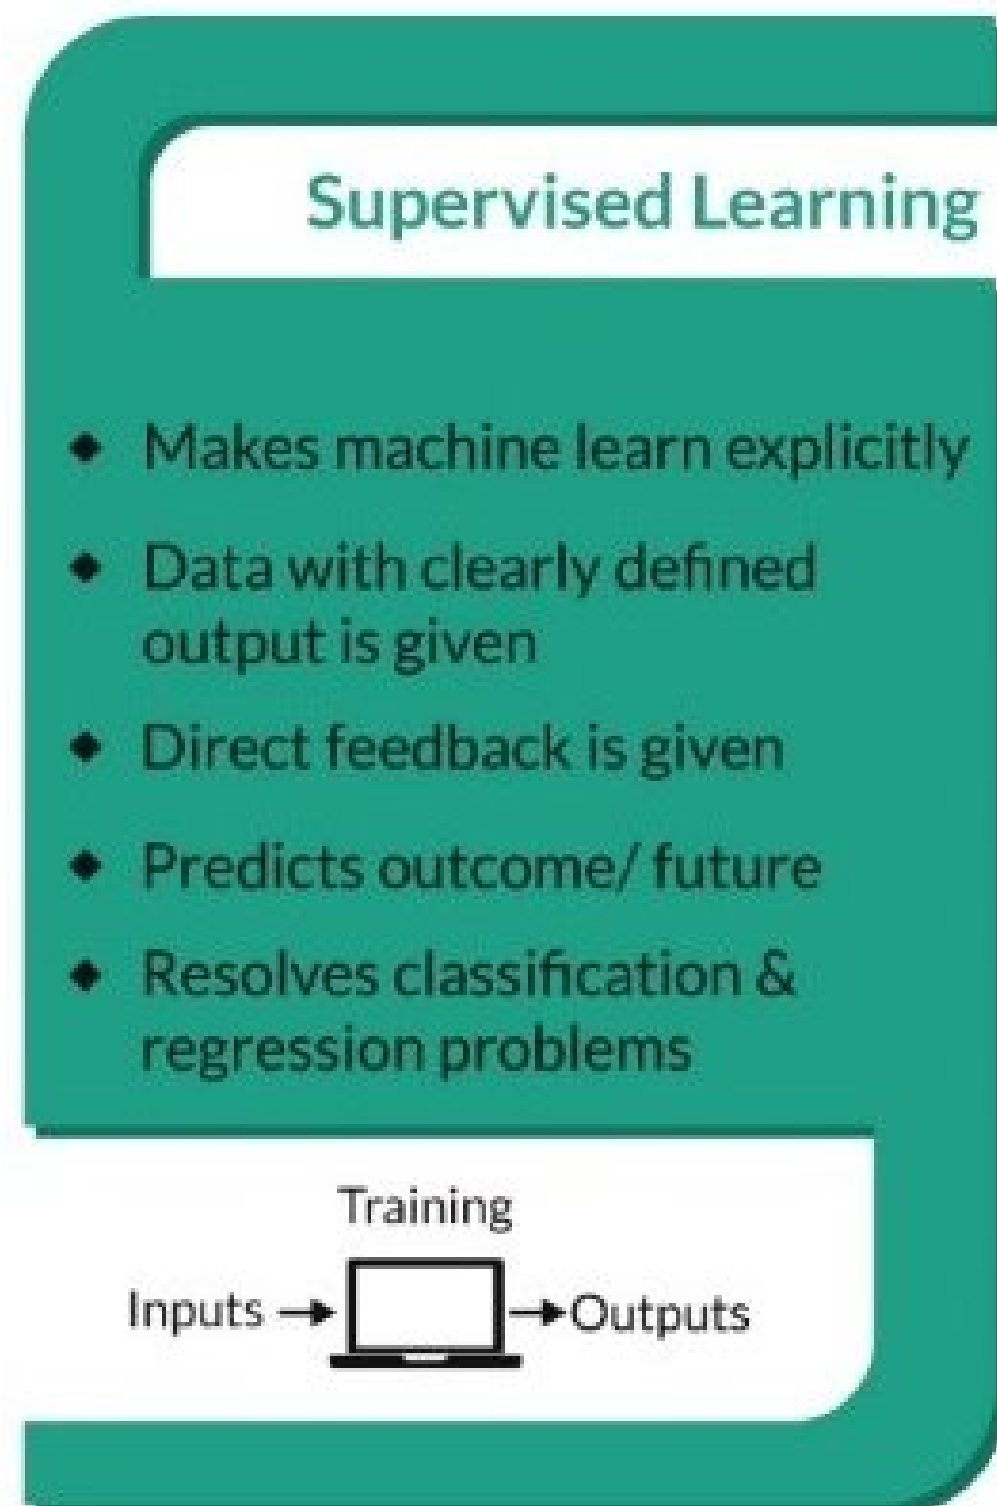 Supervised Learning
◆ Makes machine learn explicitly
◆ Data with clearly defined
output is given
◆ Direct feedback is given
◆ Predicts outcome/ future
◆ Resolves classification &
regression problems
Training
Inputs → → Outputs